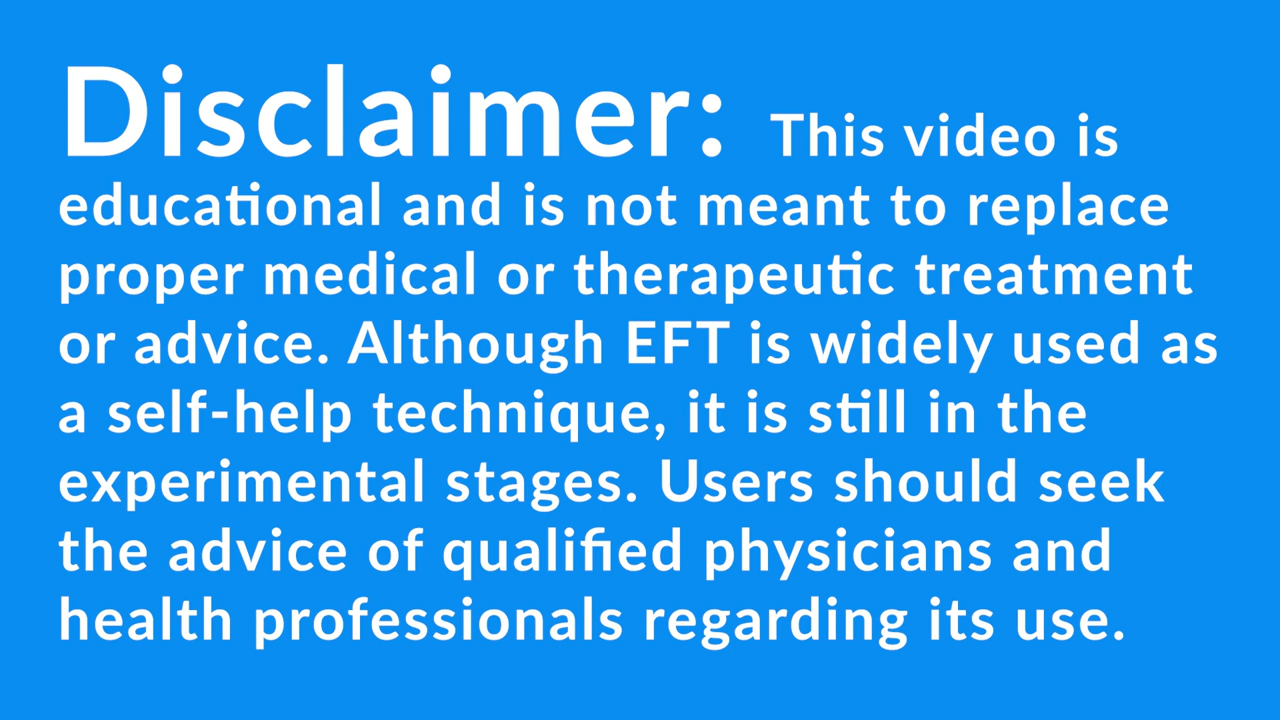 Disclaimer: This video is
educational and is not meant to replace
proper medical or therapeutic treatment
or advice. Although EFT is widely used as
a self-help technique, it is still in the
experimental stages. Users should seek
the advice of qualified physicians and
health professionals regarding its use.